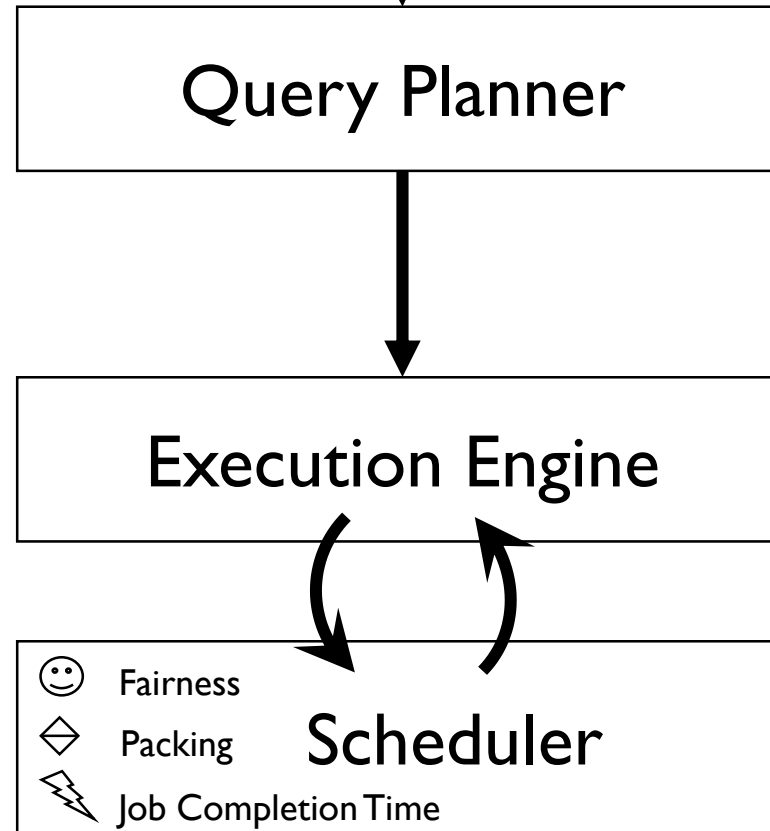 Query Planner
Execution Engine
Fairness
Packing
Scheduler
Job Completion Time